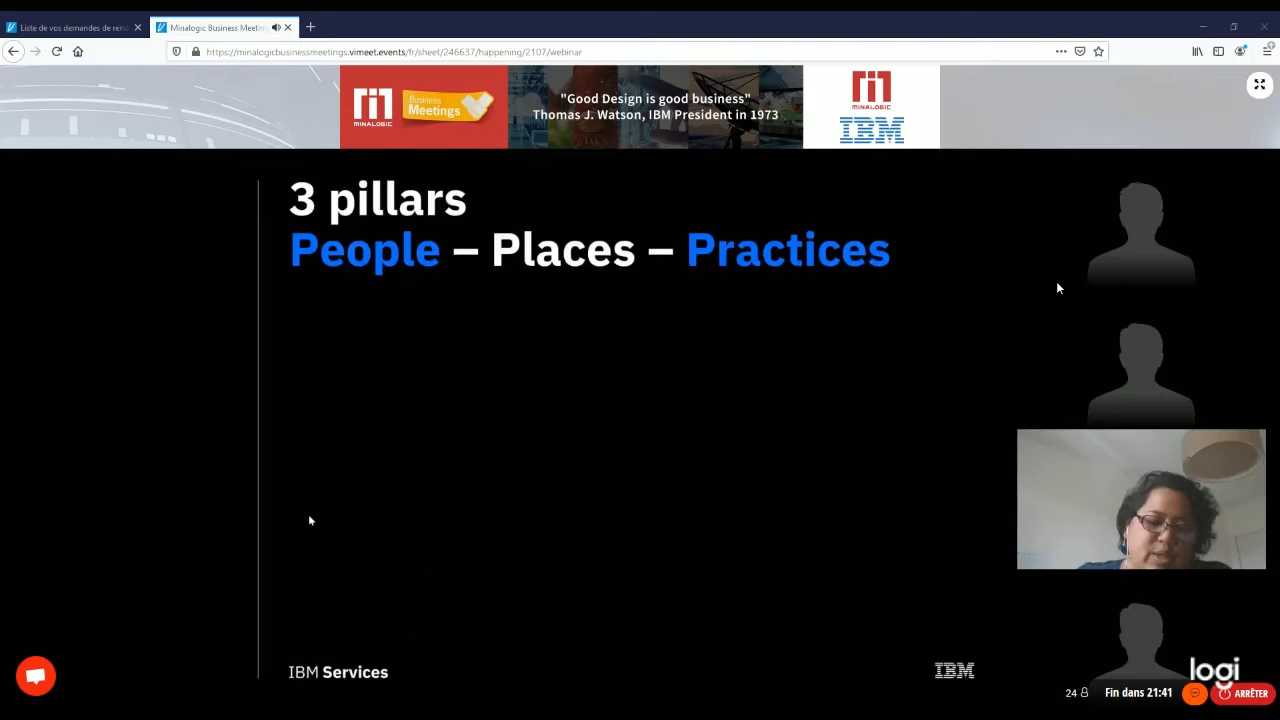 Liste de vos demandes de rend
Minalogic Business Meetin
https://minalogicbusinessmeetings.vimeet.events/fr/sheet/246637/happening/2107/webinar
MINALOGIC
Business
Meetings
"Good Design is good business"
Thomas J. Watson, IBM President in 1973
MINALOGIC
IBM
3 pillars
People – Places – Practices
IBM Services
IBM
logi
24
Fin dans 21:41
ARRÊTER